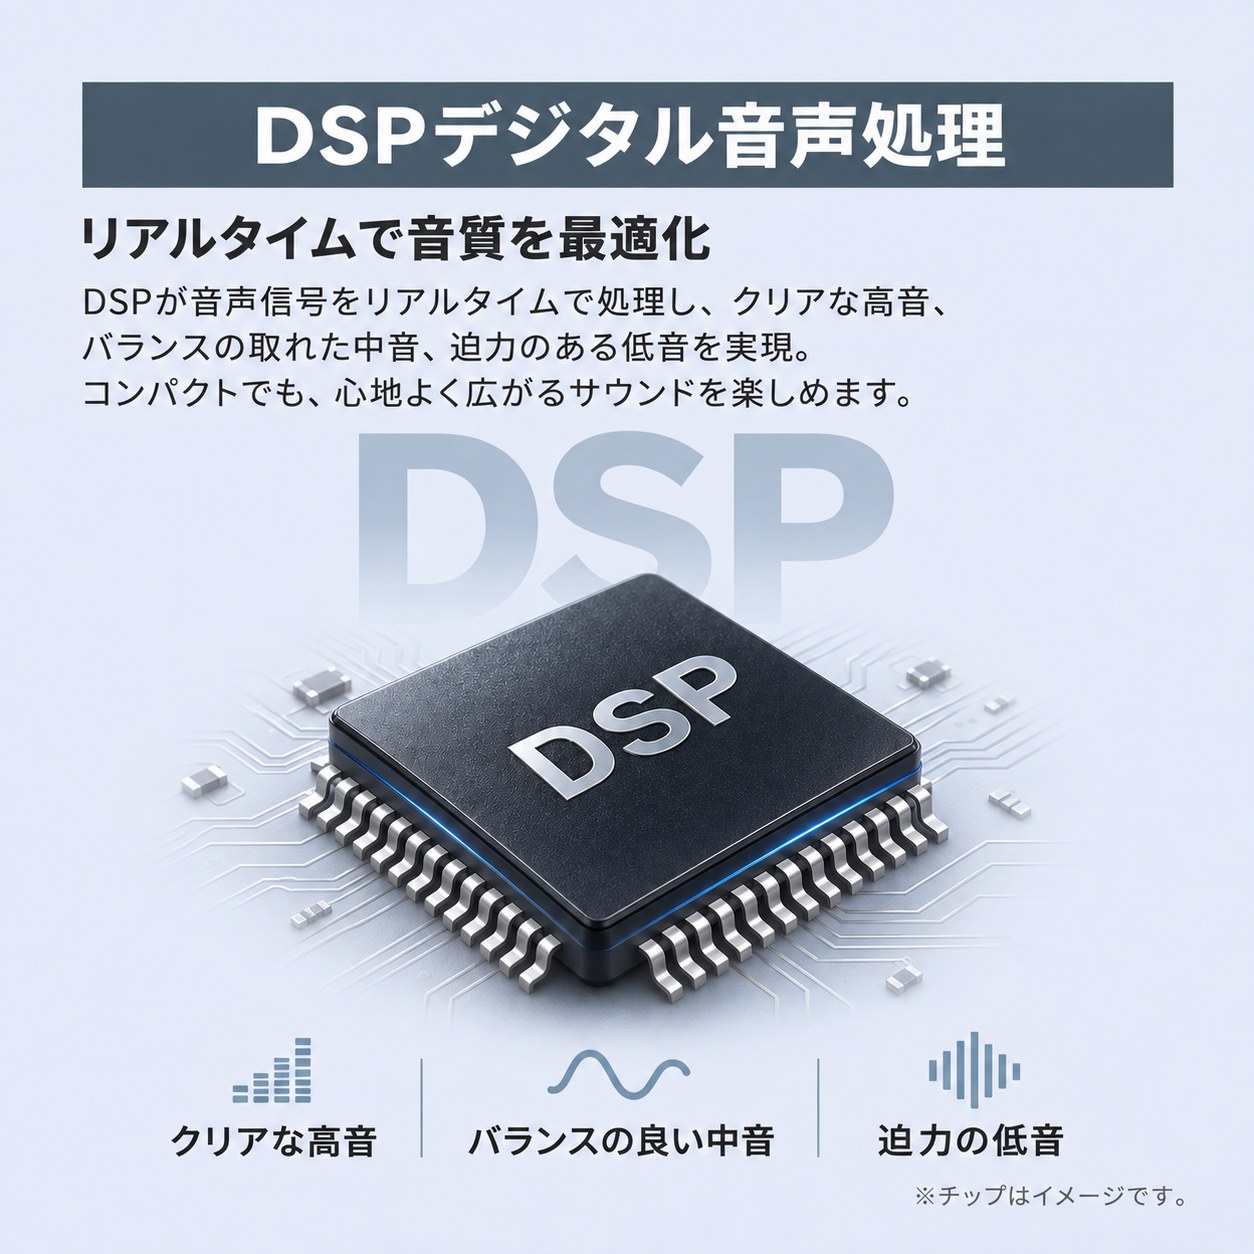 DSPデジタル音声処理
リアルタイムで音質を最適化
DSPが音声信号をリアルタイムで処理し、クリアな高音、
バランスの取れた中音、迫力のある低音を実現。
コンパクトでも、心地よく広がるサウンドを楽しめます。
DSP
DSP
クリアな高音
バランスの良い中音
迫力の低音
※チップはイメージです。